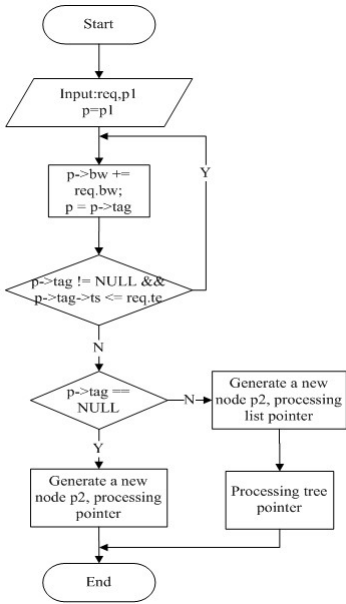 Start
Input:req,p1
p=p1
Y
p->bw +=
req.bw;
p = p->tag
p->tag != NULL &&
p->tag->ts <= req.te
N
p->tag ==
NULL
N
Generate a new
node p2, processing
list pointer
Y
Generate a new
node p2, processing
pointer
Processing tree
pointer
End